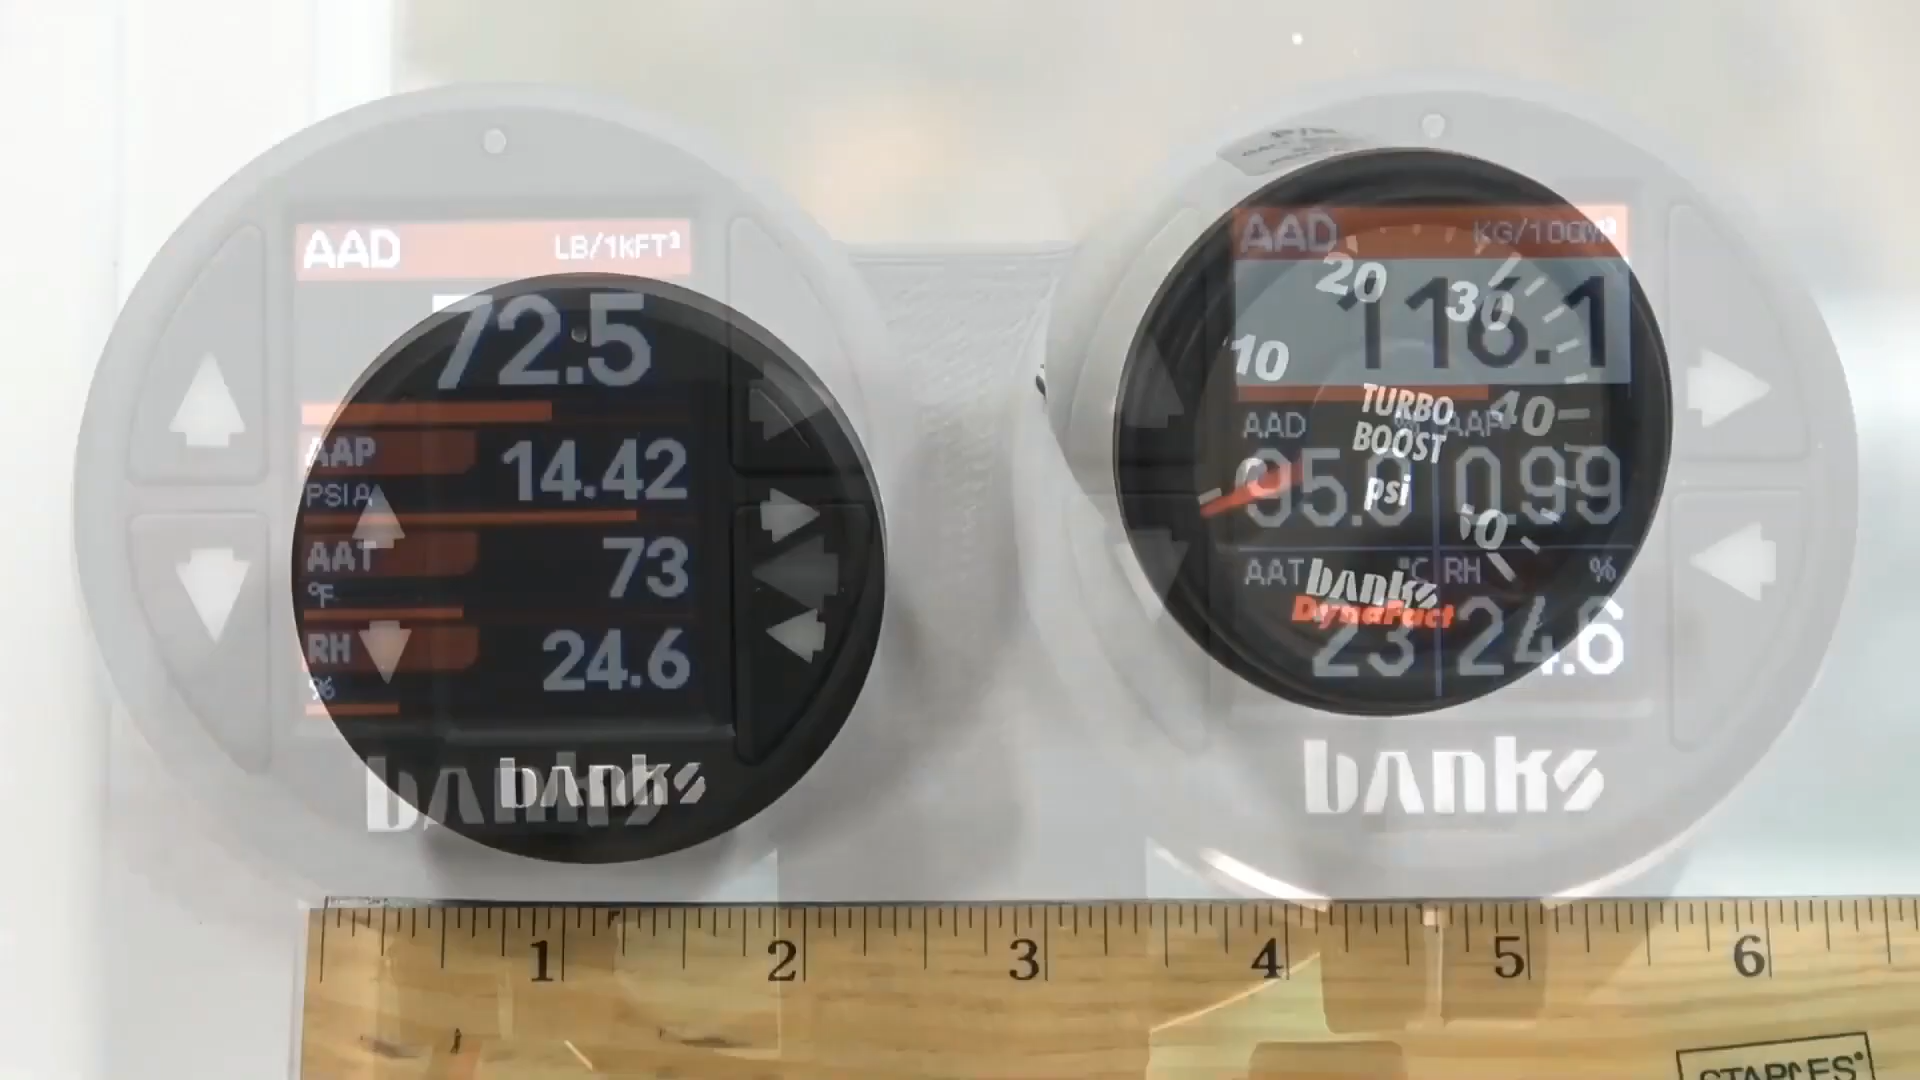 AAD LB/1kFT³
72.5
AAP 14.42
PSIA
AAT 73
°F
RH 24.6
%
banks
banks
AAD KG/100m³
116.1
AAD AAP
95.0 0.99
AAT °C RH %
23 24.6
banks
0 10 20 30 40
TURBO
BOOST
psi
banks
DynaFact
1 2 3 4 5 6
STAPLES